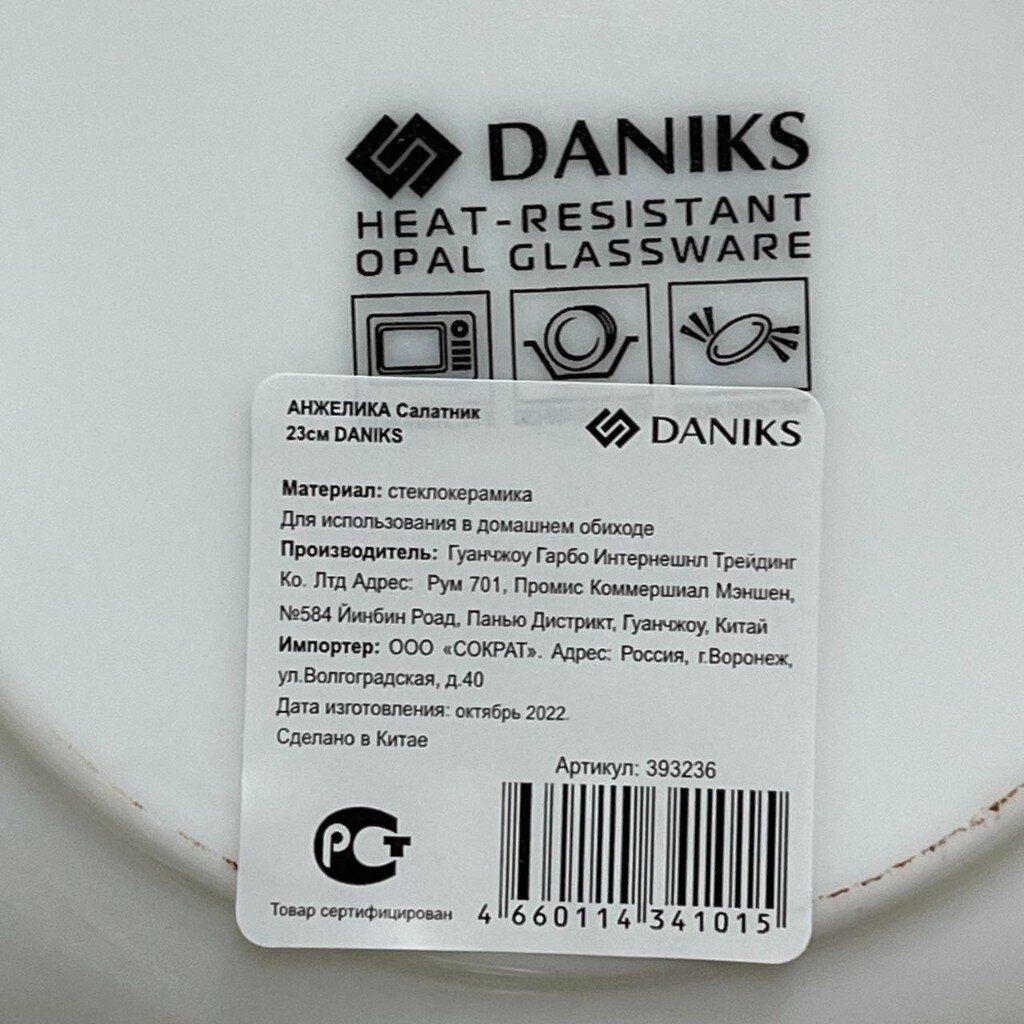 DANIKS
HEAT-RESISTANT
OPAL GLASSWARE
АНЖЕЛИКА Салатник
23см DANIKS
DANIKS
Материал: стеклокерамика
Для использования в домашнем обиходе
Производитель: Гуанчжоу Гарбо Интернешнл Трейдинг
Ко. Лтд Адрес: Рум 701, Промис Коммершиал Мэншен,
№584 Йинбин Роад, Панью Дистрикт, Гуанчжоу, Китай
Импортер: ООО «СОКРАТ». Адрес: Россия, г.Воронеж,
ул.Волгоградская, д.40
Дата изготовления: октябрь 2022.
Сделано в Китае
Артикул: 393236
РСТ
Товар сертифицирован
4 660114 341015